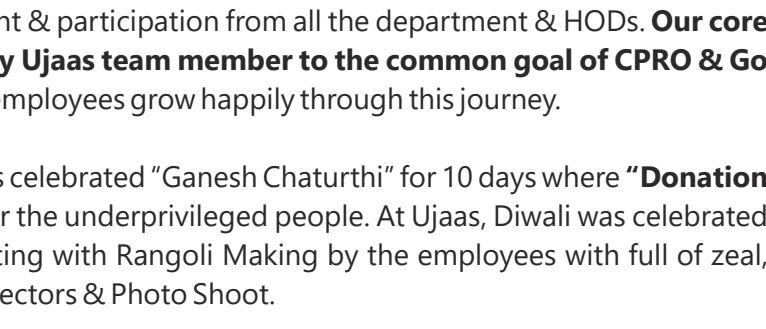 nt & participation from all the department & HODs. Our core
y Ujaas team member to the common goal of CPRO & Go
employees grow happily through this journey.
s celebrated “Ganesh Chaturthi” for 10 days where “Donation
r the underprivileged people. At Ujaas, Diwali was celebrated
ting with Rangoli Making by the employees with full of zeal,
ectors & Photo Shoot.